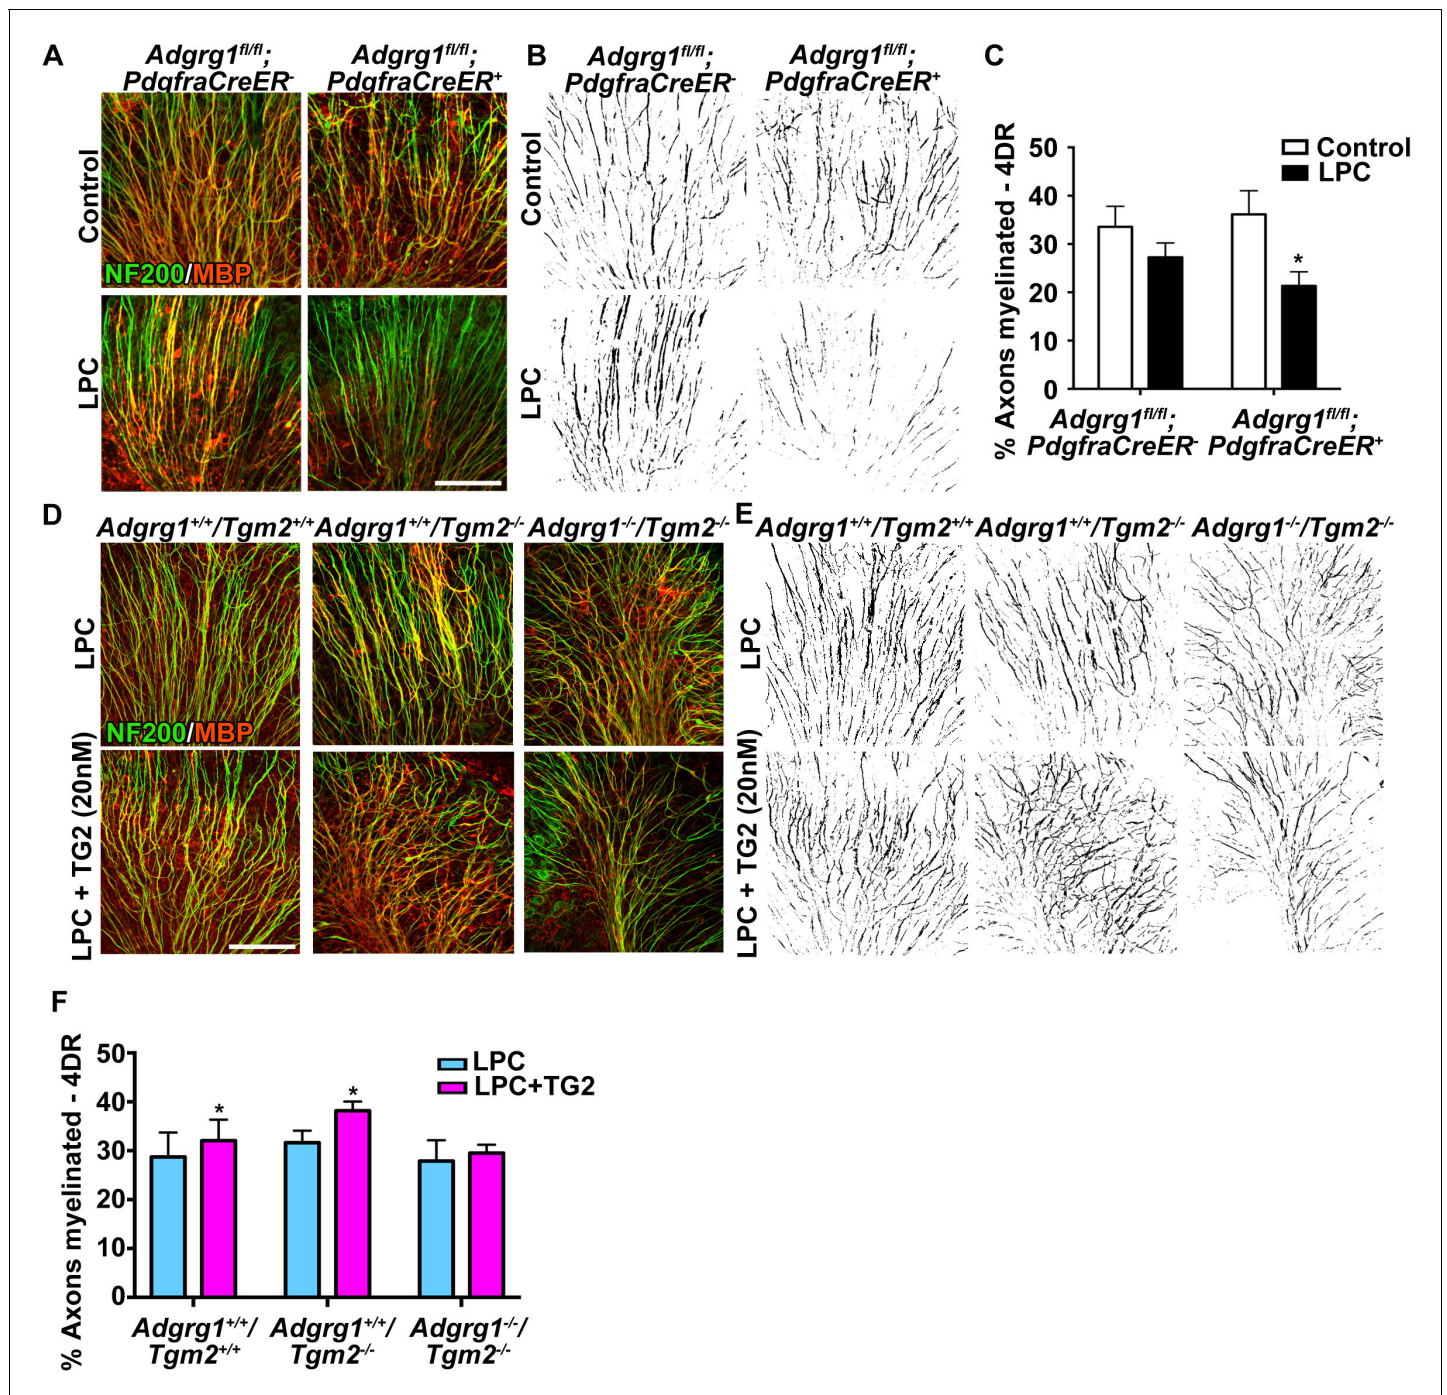 A
Adgrg1fl/fl;
PdgfraCreER-
Adgrg1fl/fl;
PdgfraCreER+
Control
NF200/MBP
LPC
B
Adgrg1fl/fl;
PdgfraCreER-
Adgrg1fl/fl;
PdgfraCreER+
Control
LPC
C
% Axons myelinated - 4DR
50
40
30
20
10
0
Control
LPC
*
Adgrg1fl/fl;
PdgfraCreER-
Adgrg1fl/fl;
PdgfraCreER+
D
Adgrg1+/+/Tgm2+/+
Adgrg1+/+/Tgm2-/-
Adgrg1-/-/Tgm2-/-
LPC
NF200/MBP
LPC + TG2 (20nM)
E
Adgrg1+/+/Tgm2+/+
Adgrg1+/+/Tgm2-/-
Adgrg1-/-/Tgm2-/-
LPC
LPC + TG2 (20nM)
F
% Axons myelinated - 4DR
50
40
30
20
10
0
LPC
LPC+TG2
*
*
Adgrg1+/+/
Tgm2+/+
Adgrg1+/+/
Tgm2-/-
Adgrg1-/-/
Tgm2-/-